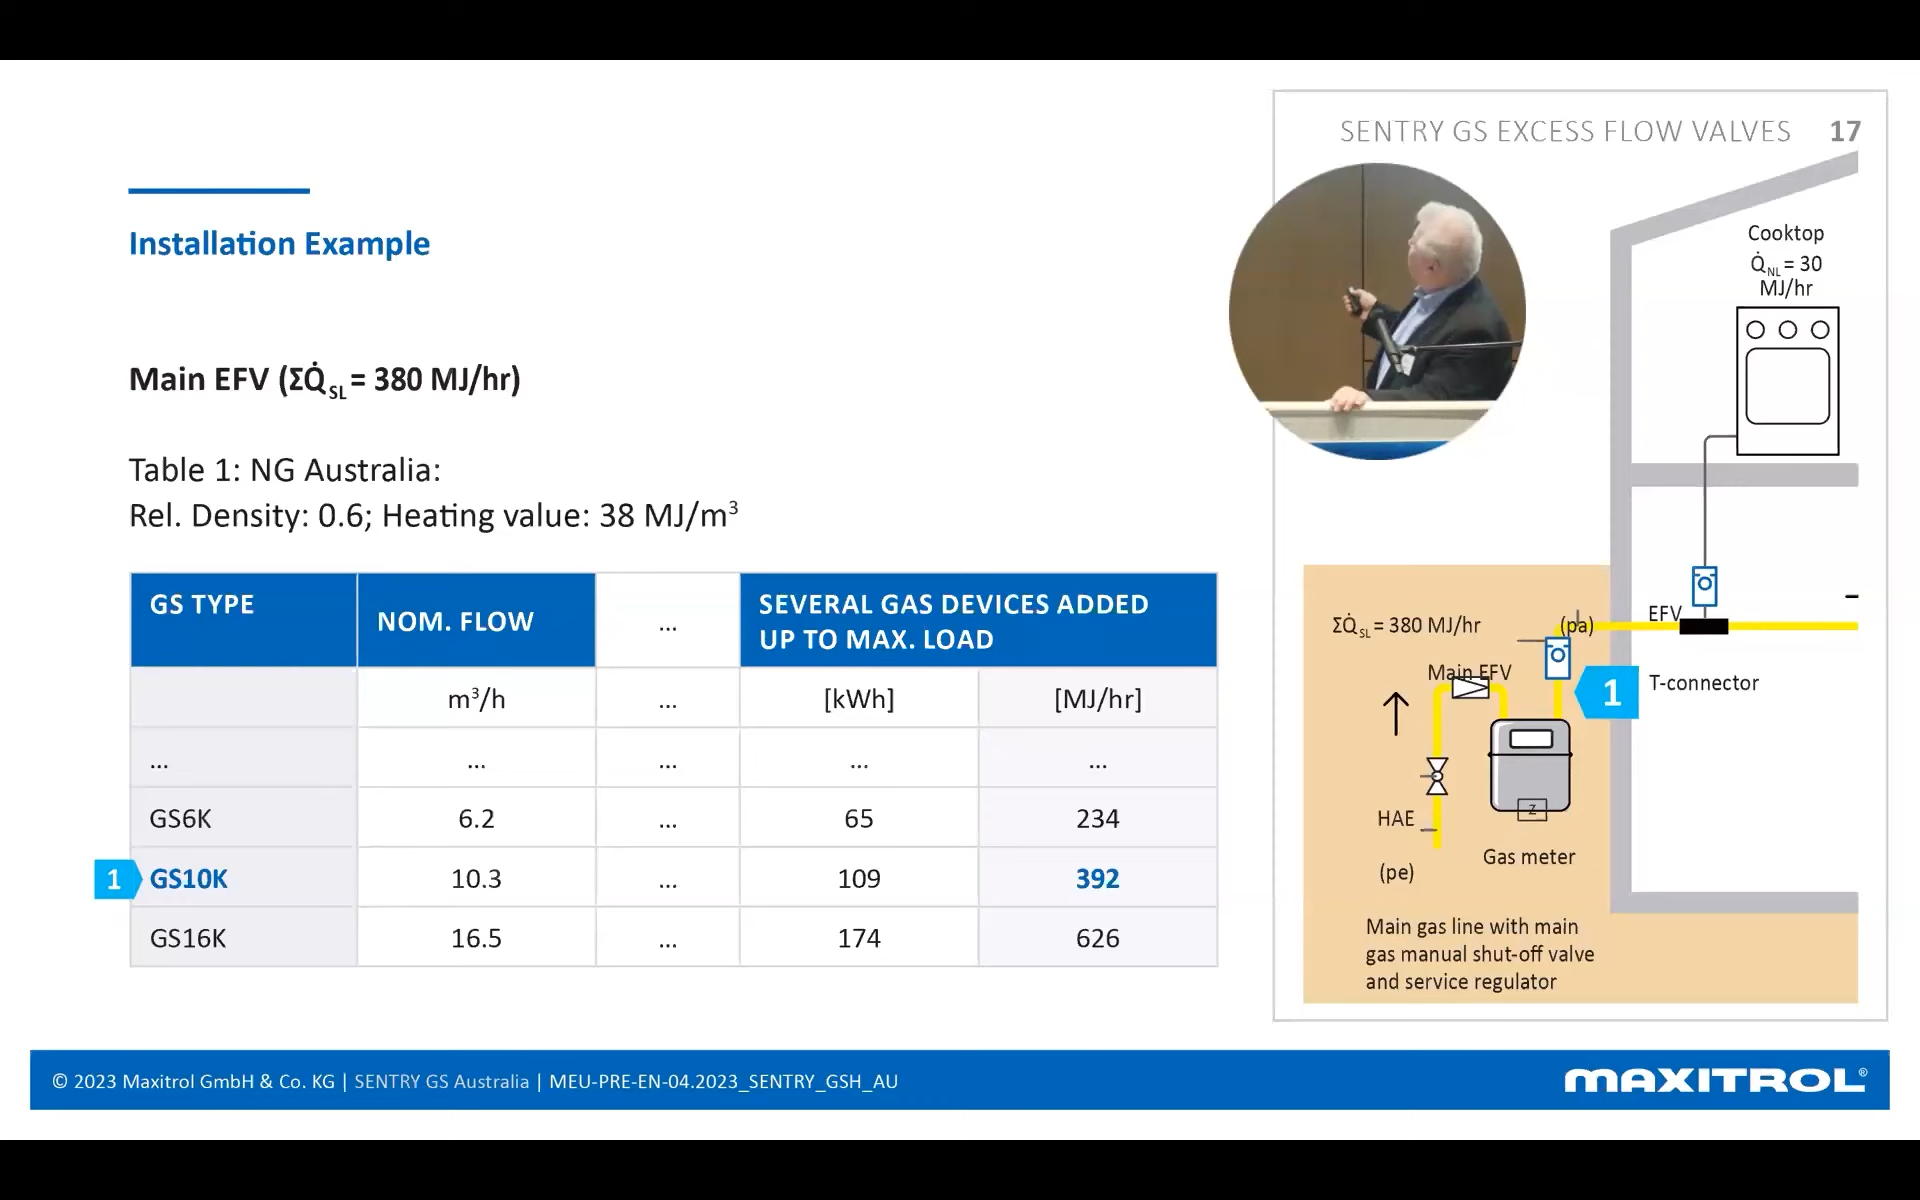 SENTRY GS EXCESS FLOW VALVES 17
Installation Example
Main EFV (ΣQ̇SL = 380 MJ/hr)
Table 1: NG Australia:
Rel. Density: 0.6; Heating value: 38 MJ/m³
GS TYPE NOM. FLOW ... SEVERAL GAS DEVICES ADDED
UP TO MAX. LOAD
m³/h ... [kWh] [MJ/hr]
... ... ... ... ...
GS6K 6.2 ... 65 234
1 GS10K 10.3 ... 109 392
GS16K 16.5 ... 174 626
Cooktop
Q̇NL = 30
MJ/hr
EFV
ΣQ̇SL = 380 MJ/hr
(pa)
Main EFV
1
T-connector
Z
HAE
Gas meter
(pe)
Main gas line with main
gas manual shut-off valve
and service regulator
© 2023 Maxitrol GmbH & Co. KG | SENTRY GS Australia | MEU-PRE-EN-04.2023_SENTRY_GSH_AU
MAXITROL®